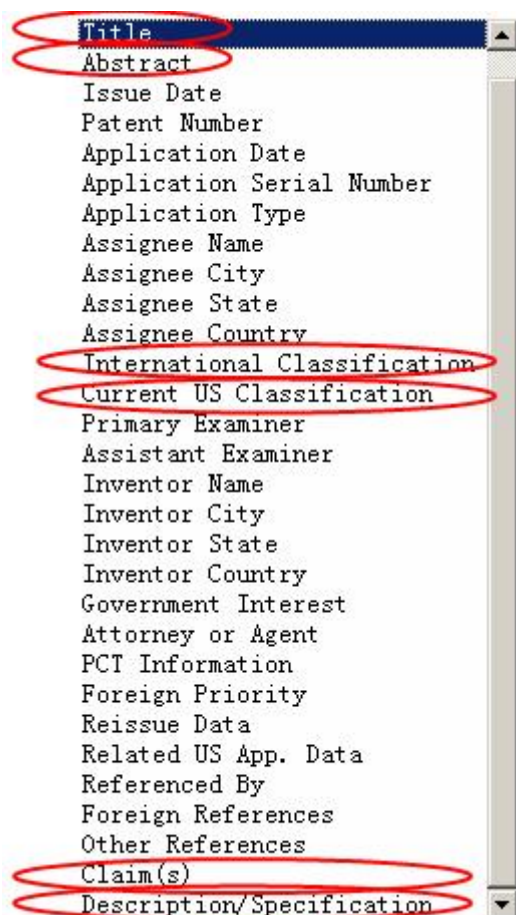 Title
Abstract
Issue Date
Patent Number
Application Date
Application Serial Number
Application Type
Assignee Name
Assignee City
Assignee State
Assignee Country
International Classification
Current US Classification
Primary Examiner
Assistant Examiner
Inventor Name
Inventor City
Inventor State
Inventor Country
Government Interest
Attorney or Agent
PCT Information
Foreign Priority
Reissue Data
Related US App. Data
Referenced By
Foreign References
Other References
Claim(s)
Description/Specification